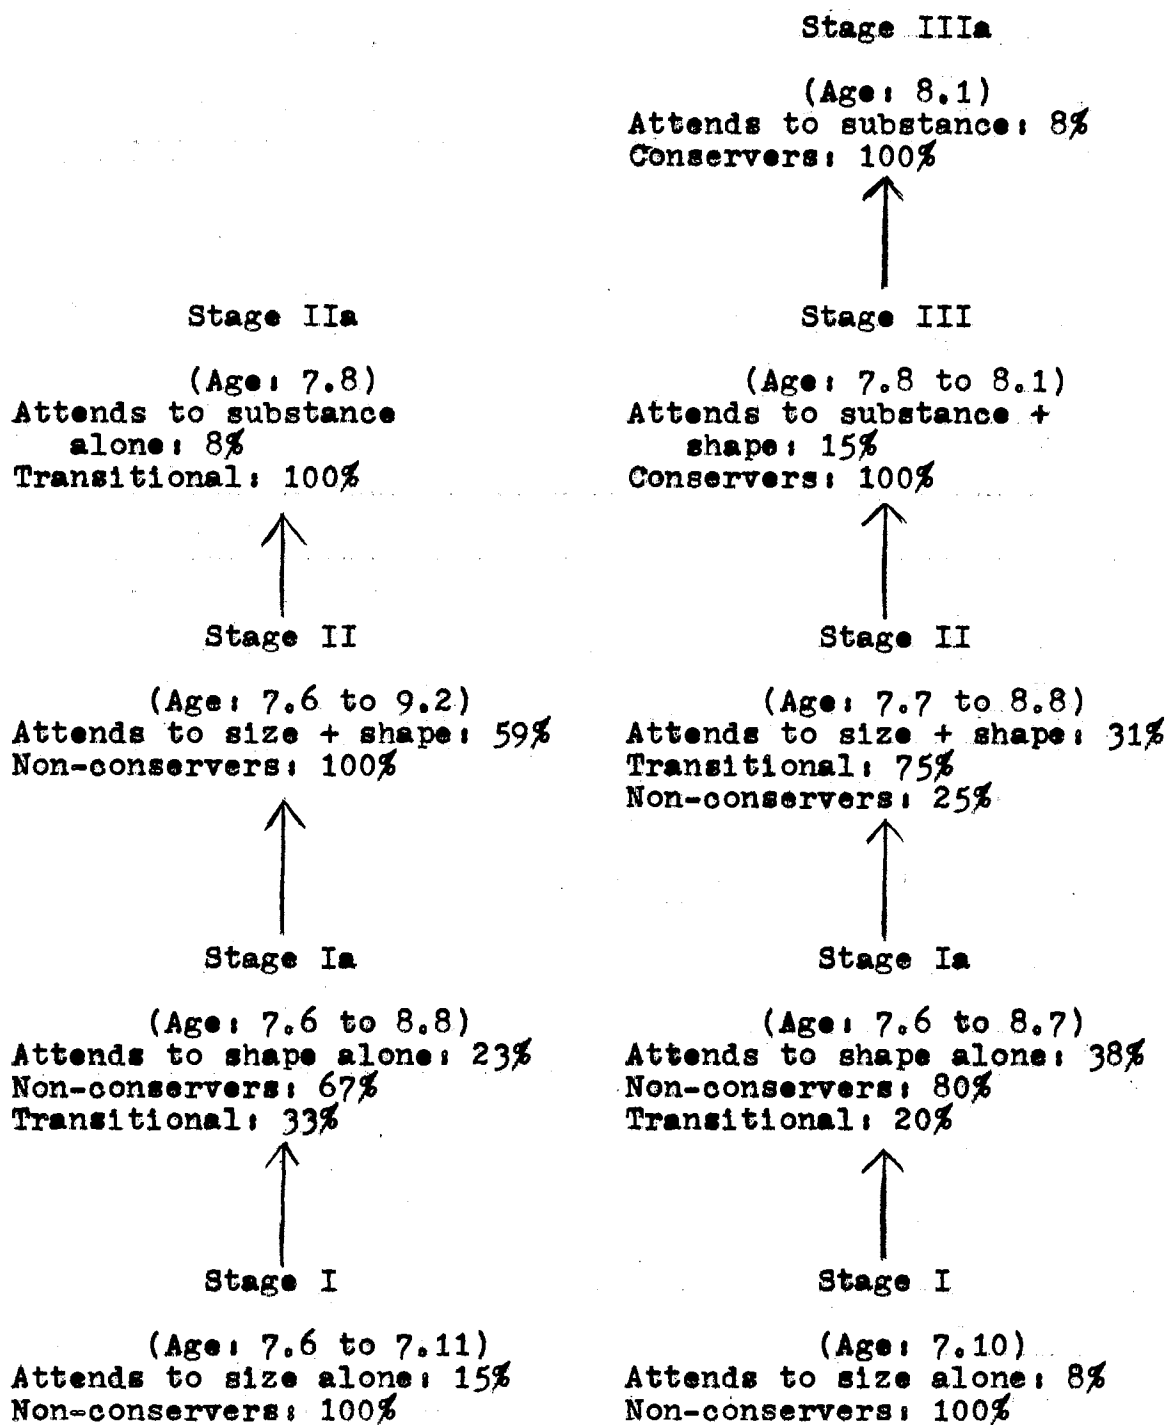 Stage IIIa
(Age: 8.1)
Attends to substance: 8%
Conservers: 100%
Stage IIa
(Age: 7.8)
Attends to substance
alone: 8%
Transitional: 100%
Stage III
(Age: 7.8 to 8.1)
Attends to substance +
shape: 15%
Conservers: 100%
Stage II
(Age: 7.6 to 9.2)
Attends to size + shape: 59%
Non-conservers: 100%
Stage II
(Age: 7.7 to 8.8)
Attends to size + shape: 31%
Transitional: 75%
Non-conservers: 25%
Stage Ia
(Age: 7.6 to 8.8)
Attends to shape alone: 23%
Non-conservers: 67%
Transitional: 33%
Stage Ia
(Age: 7.6 to 8.7)
Attends to shape alone: 38%
Non-conservers: 80%
Transitional: 20%
Stage I
(Age: 7.6 to 7.11)
Attends to size alone: 15%
Non-conservers: 100%
Stage I
(Age: 7.10)
Attends to size alone: 8%
Non-conservers: 100%